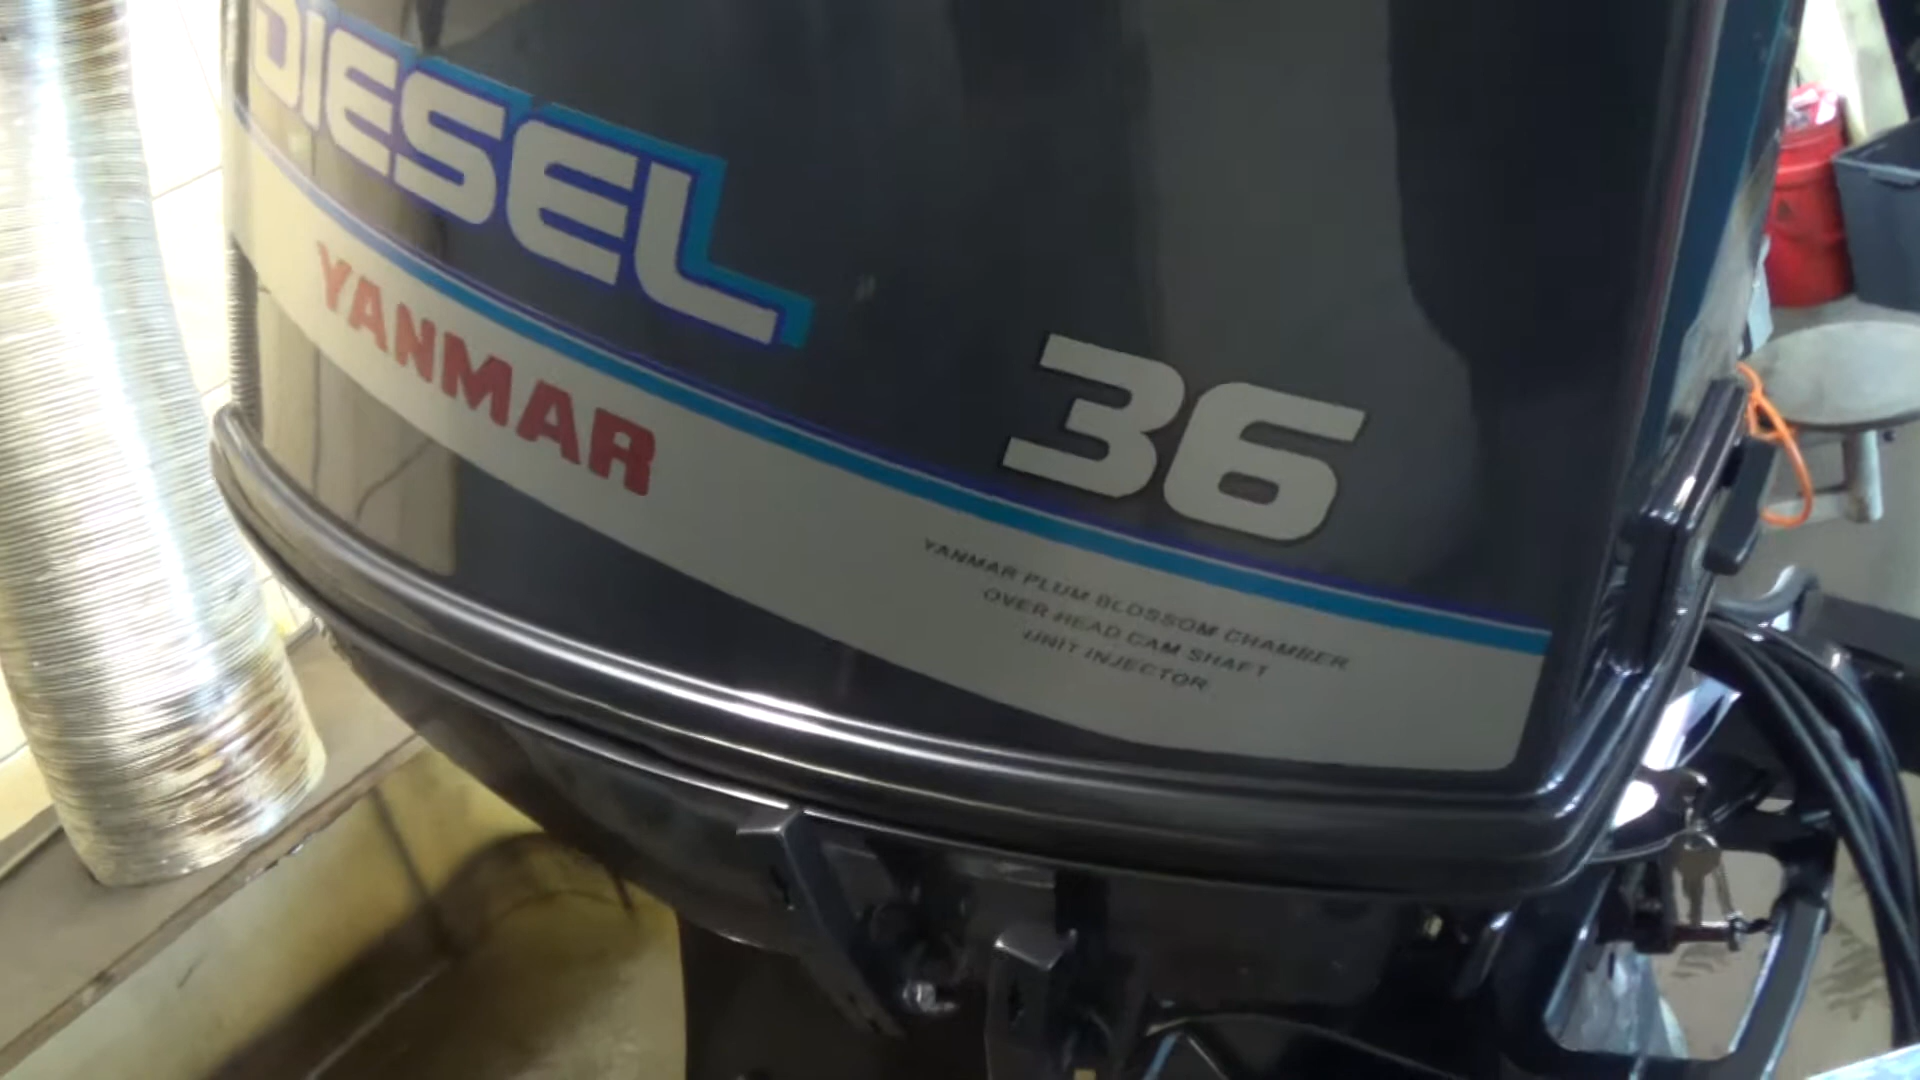 DIESEL
YANMAR
36
YANMAR PLUM BLOSSOM CHAMBER
OVER HEAD CAM SHAFT
UNIT INJECTOR